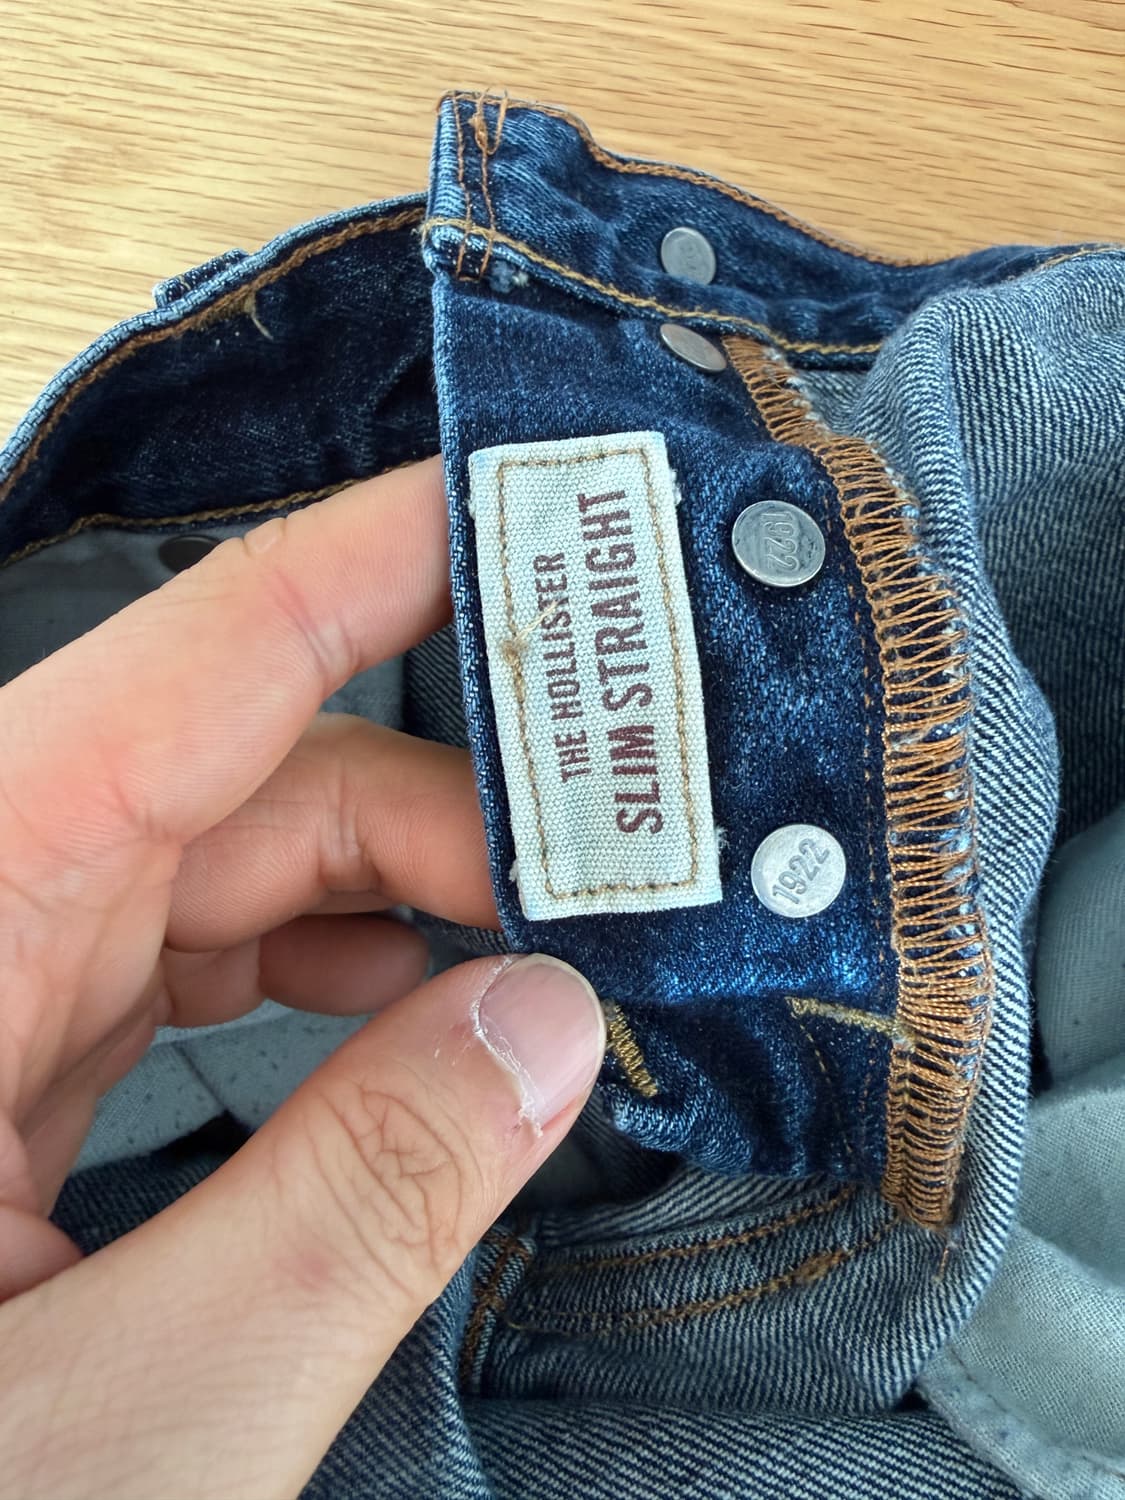 THE HOLLISTER
SLIM STRAIGHT
1922
1922